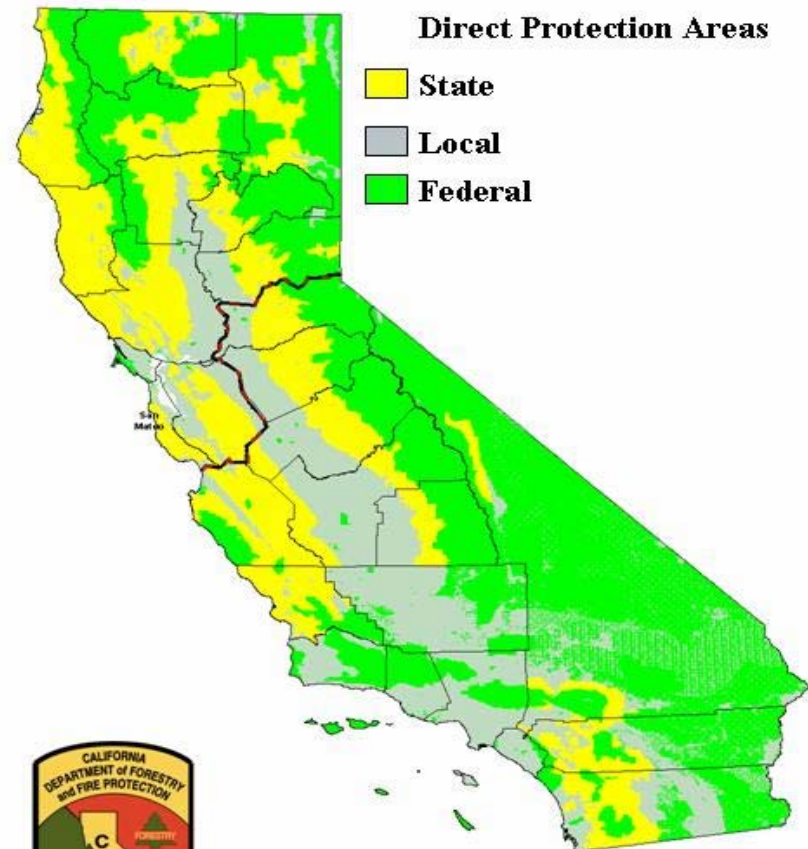 Direct Protection Areas
State
Local
Federal
San
Mateo
CALIFORNIA
DEPARTMENT of FORESTRY
and FIRE PROTECTION
C
FORESTRY